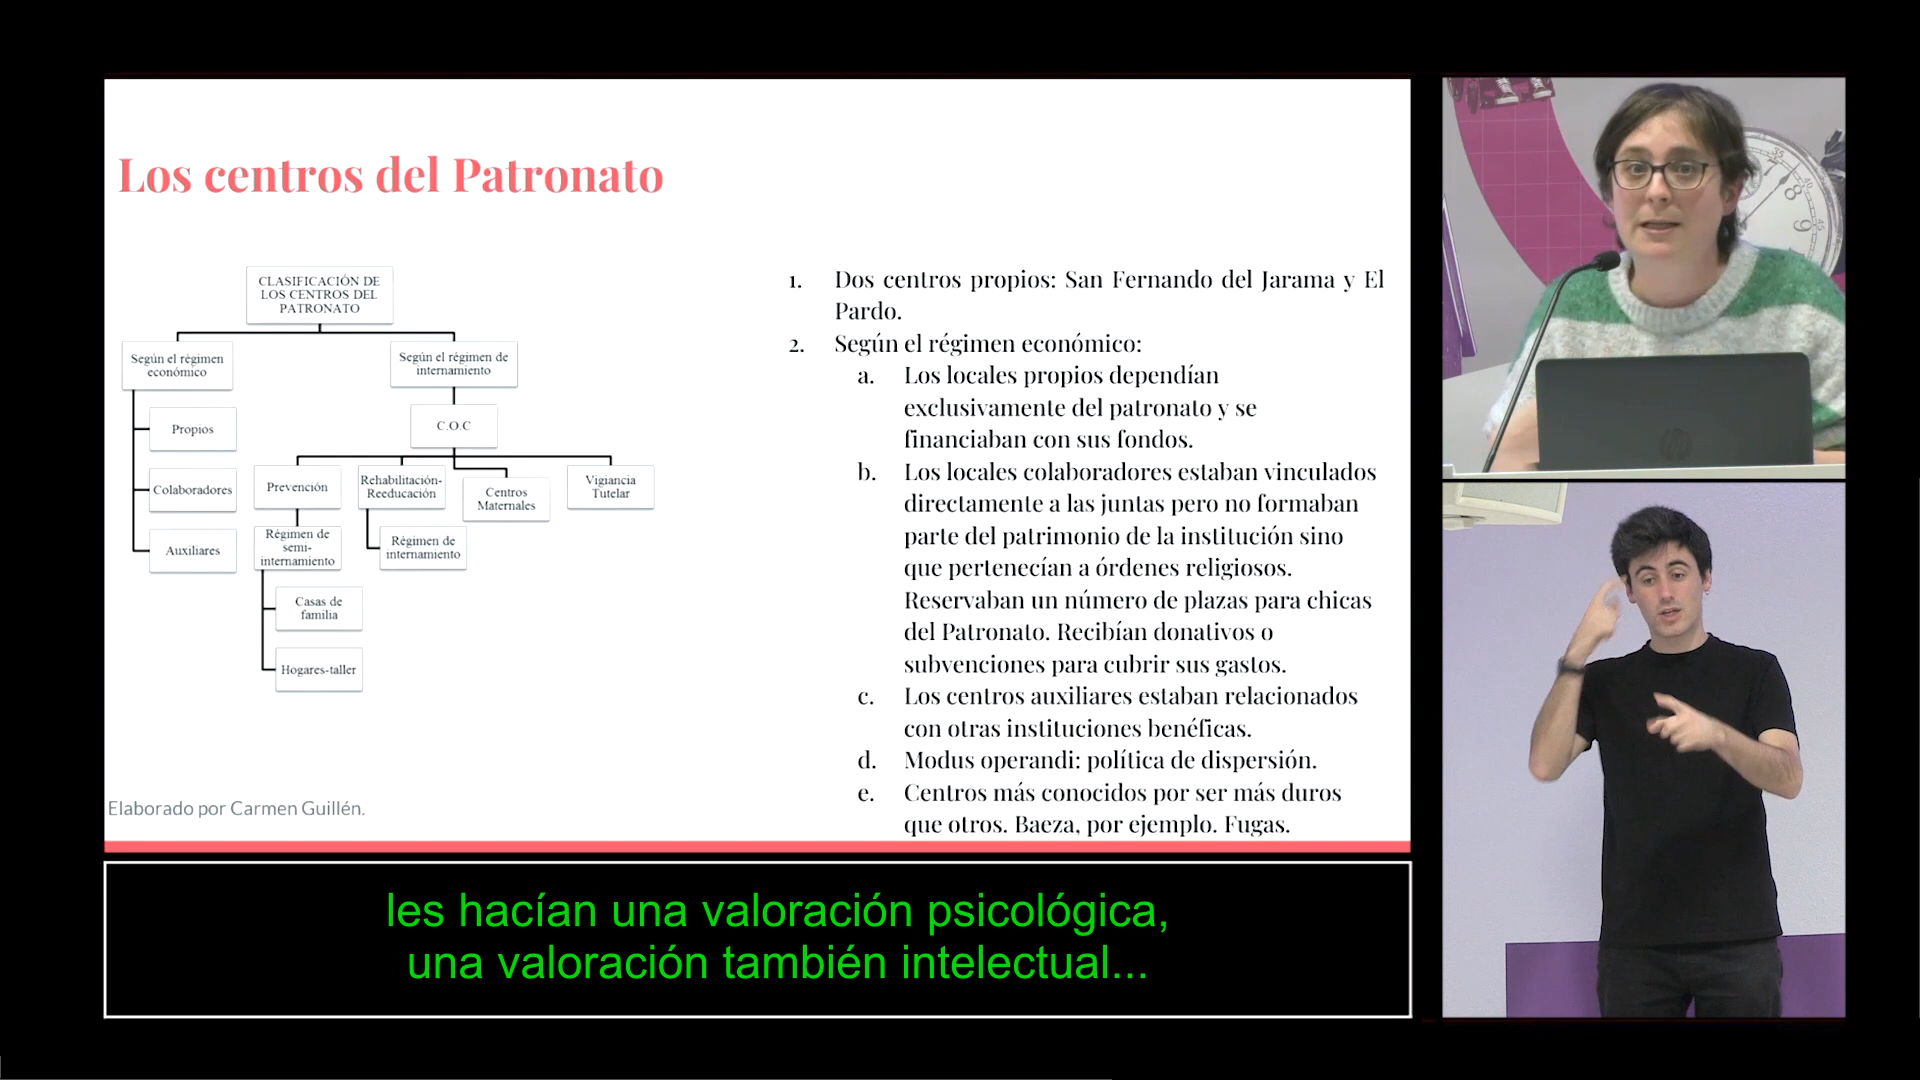 Los centros del Patronato
CLASIFICACIÓN DE
LOS CENTROS DEL
PATRONATO
Según el régimen
económico
Según el régimen de
internamiento
Propios
C.O.C
Colaboradores
Prevención
Rehabilitación-
Reeducación
Centros
Maternales
Vigiancia
Tutelar
Auxiliares
Régimen de
semi-
internamiento
Régimen de
internamiento
Casas de
familia
Hogares-taller
Elaborado por Carmen Guillén.
1. Dos centros propios: San Fernando del Jarama y El
Pardo.
2. Según el régimen económico:
a. Los locales propios dependían
exclusivamente del patronato y se
financiaban con sus fondos.
b. Los locales colaboradores estaban vinculados
directamente a las juntas pero no formaban
parte del patrimonio de la institución sino
que pertenecían a órdenes religiosos.
Reservaban un número de plazas para chicas
del Patronato. Recibían donativos o
subvenciones para cubrir sus gastos.
c. Los centros auxiliares estaban relacionados
con otras instituciones benéficas.
d. Modus operandi: política de dispersión.
e. Centros más conocidos por ser más duros
que otros. Baeza, por ejemplo. Fugas.
les hacían una valoración psicológica,
una valoración también intelectual...